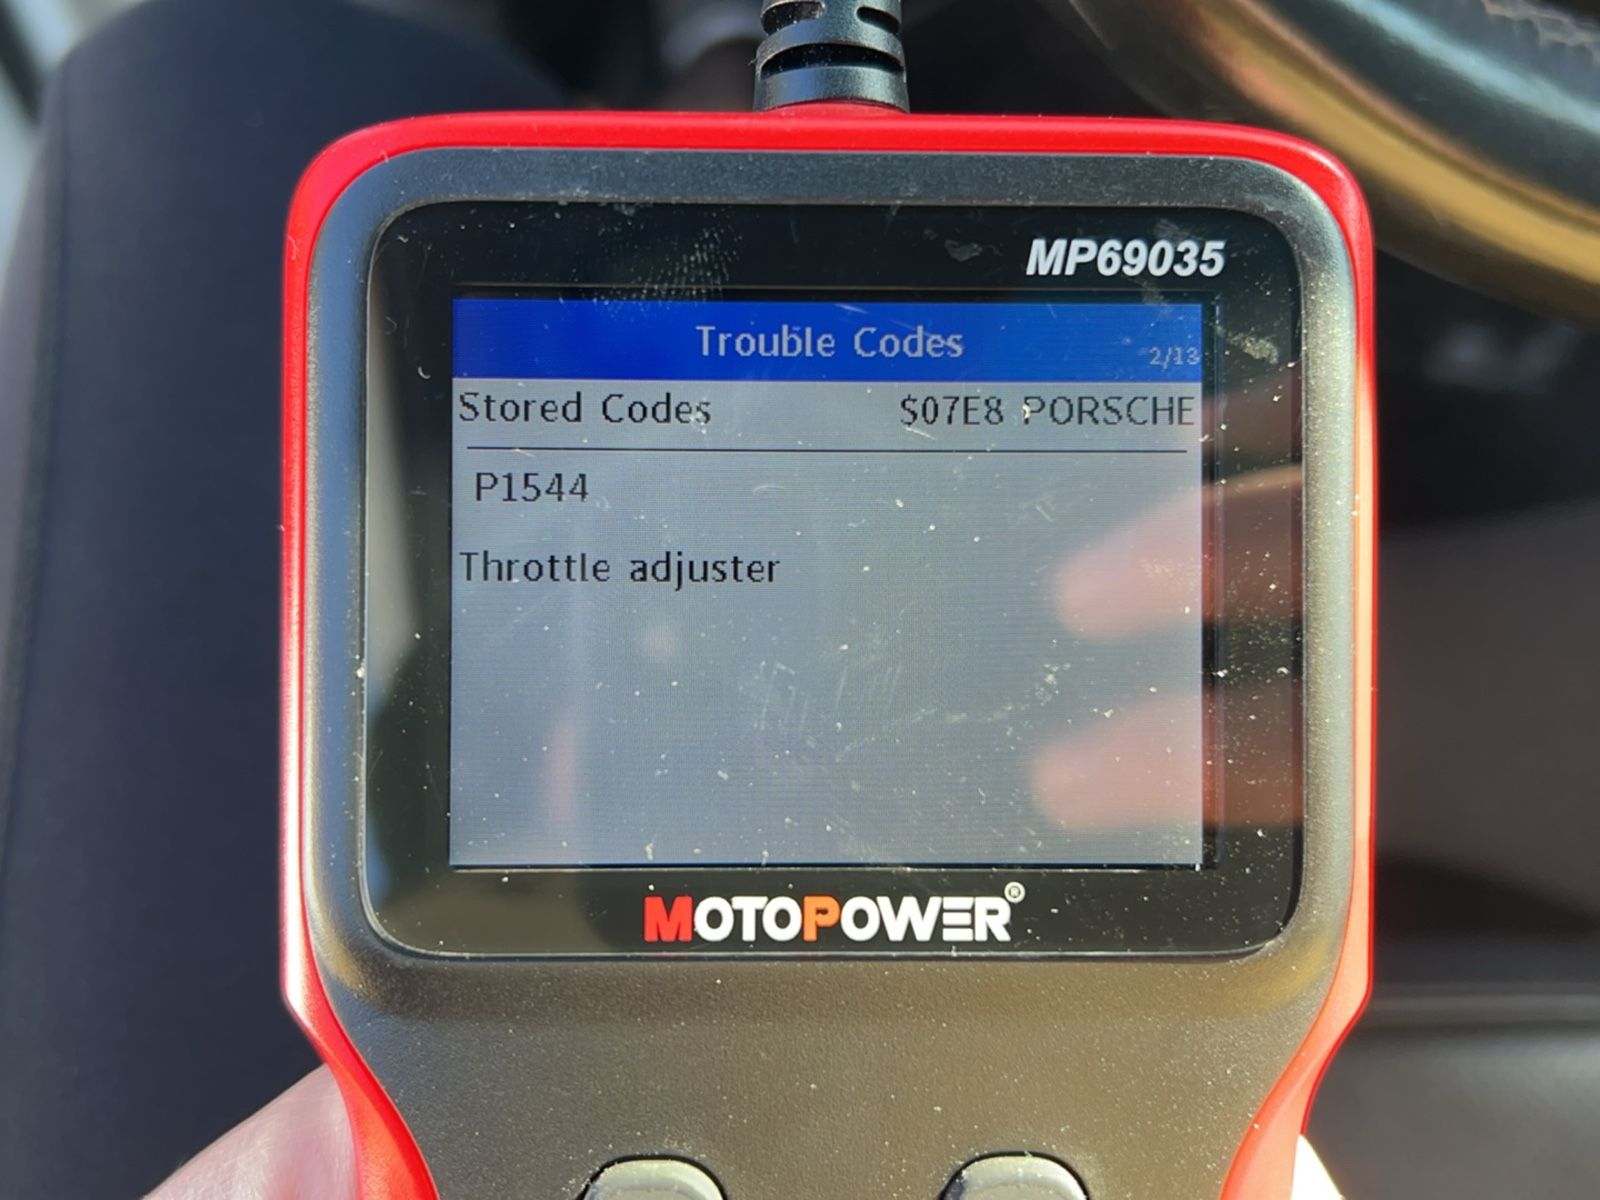 MP69035
Trouble Codes
2/13
Stored Codes $07E8 PORSCHE
P1544
Throttle adjuster
MOTOPOWER®